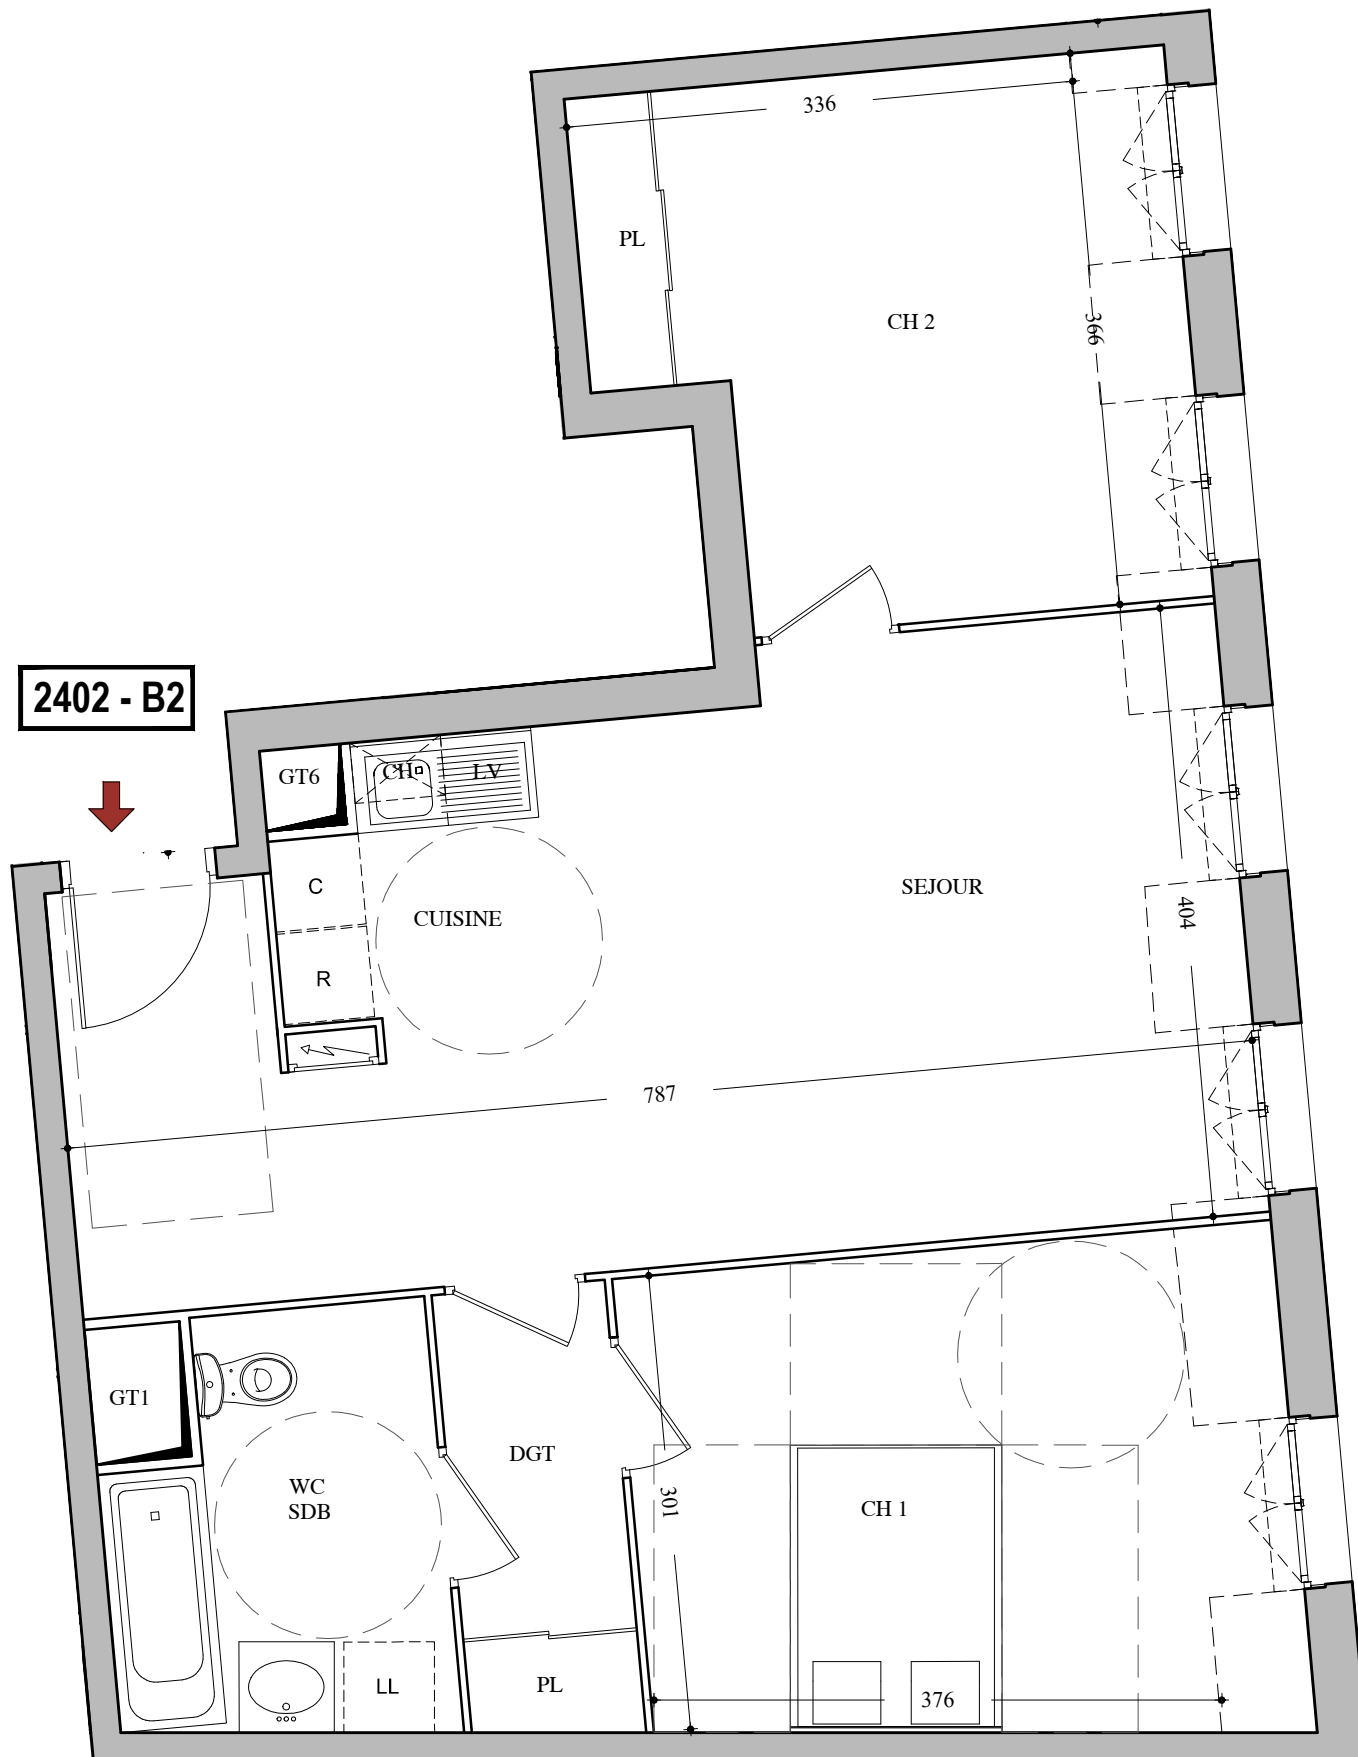 336
PL
CH 2
366
2402 - B2
GT6
CH
LV
C
CUISINE
SEJOUR
404
R
787
GT1
DGT
WC
SDB
301
CH 1
PL
LL
376